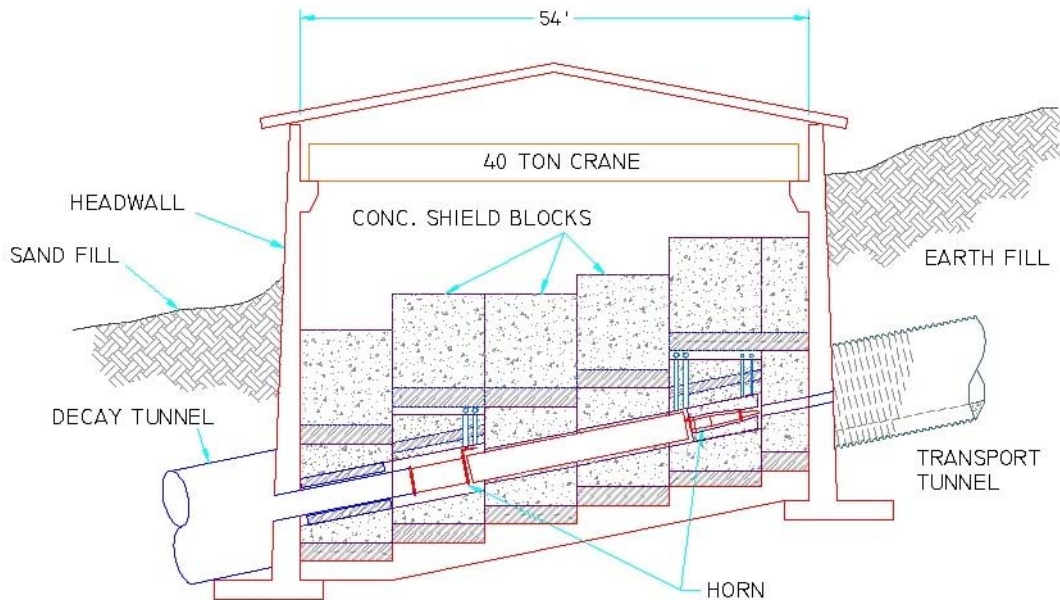 54'
40 TON CRANE
HEADWALL
CONC. SHIELD BLOCKS
SAND FILL
EARTH FILL
DECAY TUNNEL
TRANSPORT
TUNNEL
HORN